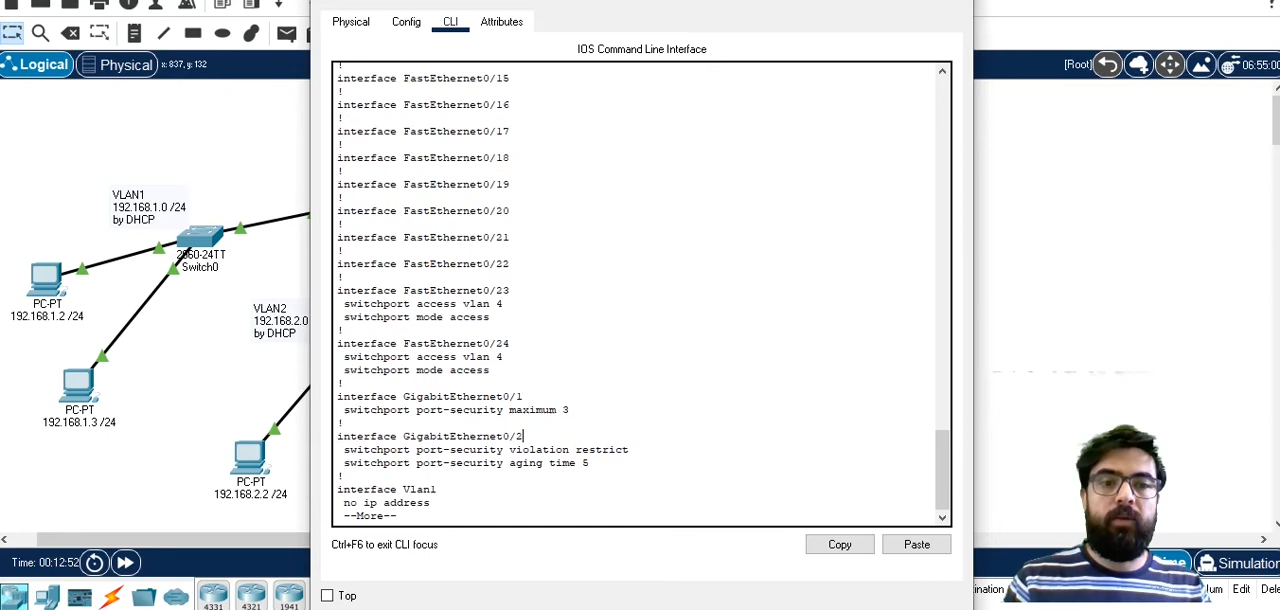 Physical
Config
CLI
Attributes
IOS Command Line Interface
Logical
Physical
x: 837, y: 132
[Root]
06:55:00
!
interface FastEthernet0/15
!
interface FastEthernet0/16
!
interface FastEthernet0/17
!
interface FastEthernet0/18
!
interface FastEthernet0/19
!
interface FastEthernet0/20
!
interface FastEthernet0/21
!
interface FastEthernet0/22
!
interface FastEthernet0/23
switchport access vlan 4
switchport mode access
!
interface FastEthernet0/24
switchport access vlan 4
switchport mode access
!
interface GigabitEthernet0/1
switchport port-security maximum 3
!
interface GigabitEthernet0/2
switchport port-security violation restrict
switchport port-security aging time 5
!
interface Vlan1
no ip address
--More--
VLAN1
192.168.1.0 /24
by DHCP
2960-24TT
Switch0
PC-PT
192.168.1.2 /24
VLAN2
192.168.2.0
by DHCP
PC-PT
192.168.1.3 /24
PC-PT
192.168.2.2 /24
Ctrl+F6 to exit CLI focus
Copy
Paste
Time: 00:12:52
Simulation
Top
4331
4321
1941
Edit